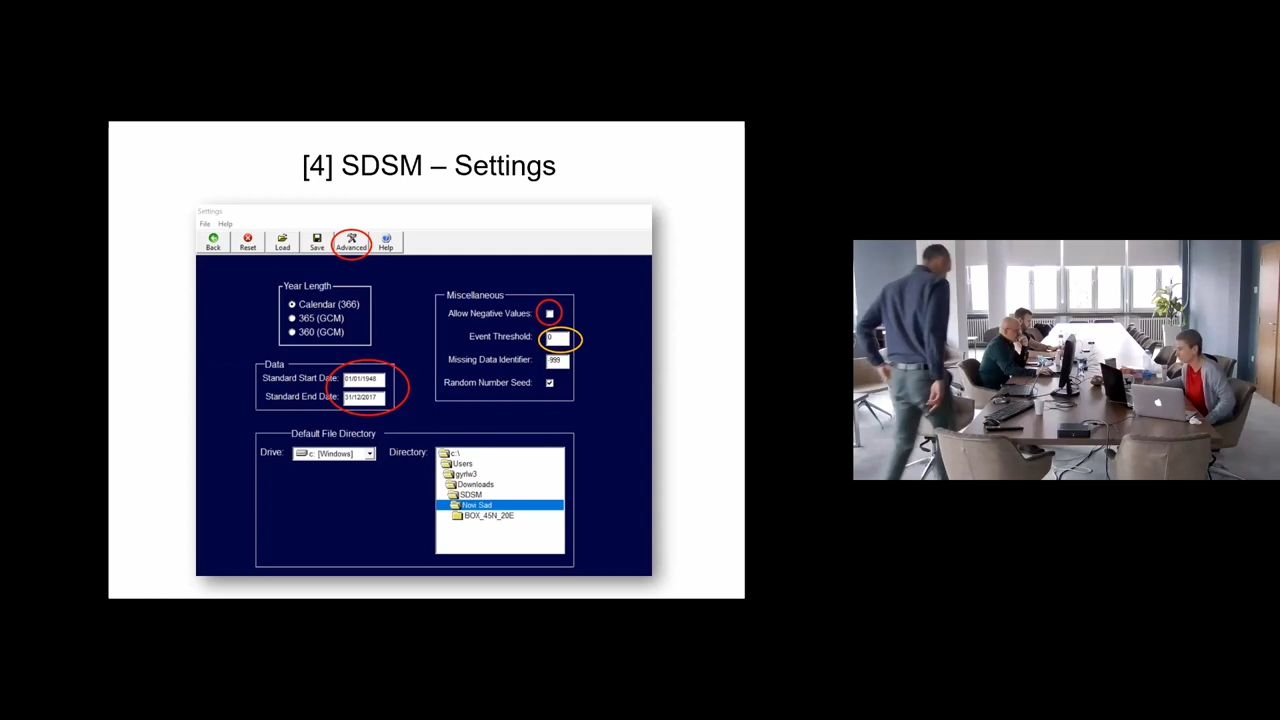 [4] SDSM – Settings
Settings
File Help
Back Reset Load Save Advanced Help
Year Length
Calendar (366)
365 (GCM)
360 (GCM)
Miscellaneous
Allow Negative Values:
Event Threshold: 0
Missing Data Identifier: -999
Random Number Seed:
Data
Standard Start Date: 01/01/1948
Standard End Date: 31/12/2017
Default File Directory
Drive: c: [Windows]
Directory: c:\
Users
gyrlw3
Downloads
SDSM
Novi Sad
BOX_45N_20E